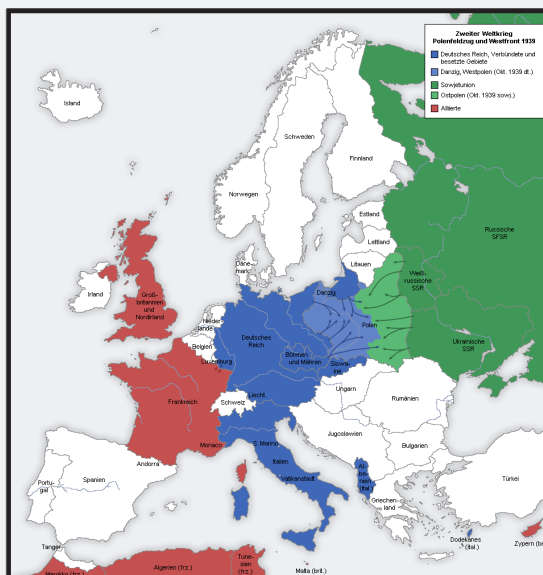 Zweiter Weltkrieg
Polenfeldzug und Westfront 1939
Deutsches Reich, Verbündete und
besetzte Gebiete
Danzig, Westpolen (Okt. 1939 dt.)
Sowjetunion
Ostpolen (Okt. 1939 sowj.)
Alliierte
Island
Schweden
Finnland
Norwegen
Estland
Russische
SFSR
Lettland
Däne-
mark
Litauen
Weß-
russische
SSR
Irland
Groß-
britannien
und
Nordirland
Danzig
Nieder-
lande
Polen
Belgien
Deutsches
Reich
Ukrainische
SSR
Luxemburg
Böhmen
und Mähren
Slowa-
kei
Frankreich
Liecht.
Schweiz
Ungarn
Rumänien
Monaco
S. Marino
Jugoslawien
Bulgarien
Andorra
Italien
Al-
ba-
nien
(ital.)
Portu-
gal
Spanien
Vatikanstadt
Türkei
Griechen-
land
Tanger
Dodekanes
(ital.)
Zypern (br
Marokko (frz.)
Algerien (frz.)
Tune-
sien
(frz.)
Malta (brit.)